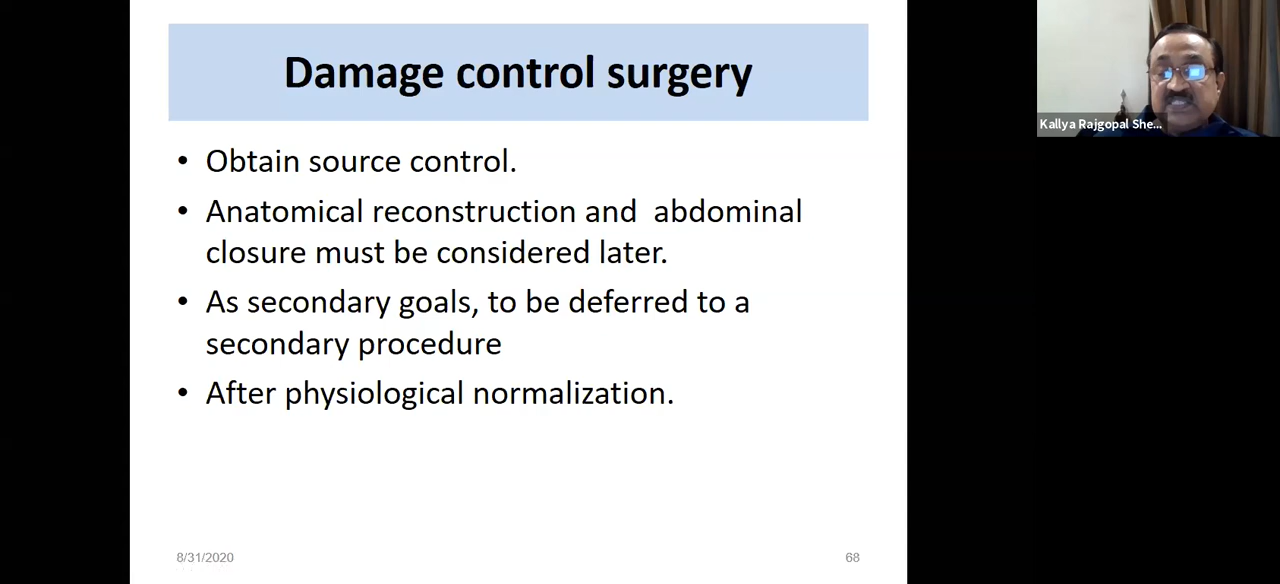 Damage control surgery
• Obtain source control.
• Anatomical reconstruction and abdominal
closure must be considered later.
• As secondary goals, to be deferred to a
secondary procedure
• After physiological normalization.
8/31/2020
68
Kallya Rajgopal She...